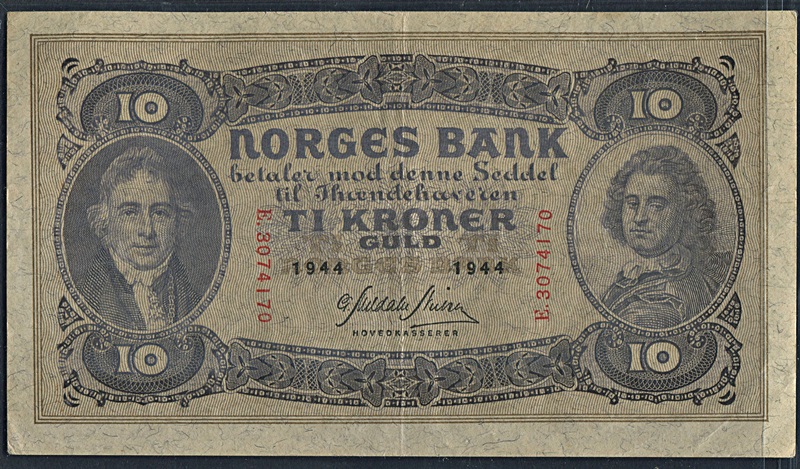 10 10
NORGES BANK
betaler mod denne Seddel
til Ihændehaveren
TI KRONER
GULD
E.3074170
E.3074170
1944 1944
HOVEDKASSERER
10 10